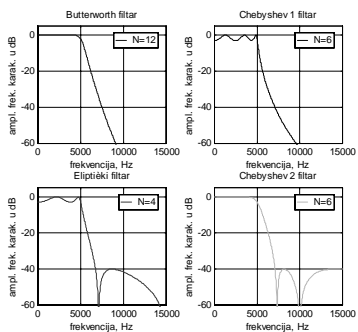 Butterworth filtar
ampl. frek. karak. u dB
0
-20
-40
-60
N=12
0 5000 10000 15000
frekvencija, Hz
Chebyshev 1 filtar
ampl. frek. karak. u dB
0
-20
-40
-60
N=6
0 5000 10000 15000
frekvencija, Hz
Eliptièki filtar
ampl. frek. karak. u dB
0
-20
-40
-60
N=4
0 5000 10000 15000
frekvencija, Hz
Chebyshev 2 filtar
ampl. frek. karak. u dB
0
-20
-40
-60
N=6
0 5000 10000 15000
frekvencija, Hz